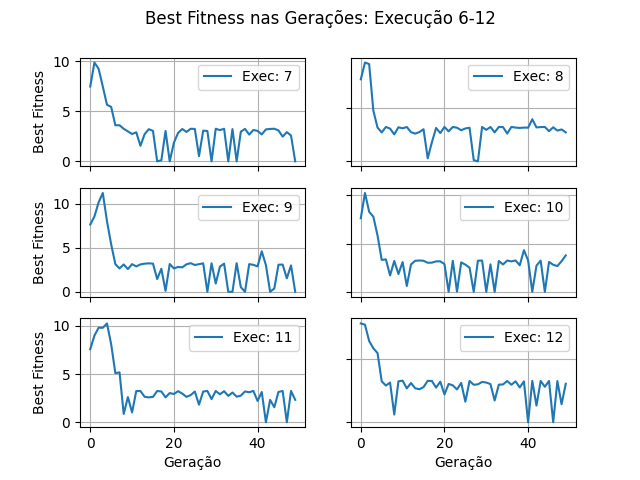 Best Fitness nas Gerações: Execução 6-12
10
5
0
Best Fitness
Exec: 7
Exec: 8
10
5
0
Best Fitness
Exec: 9
Exec: 10
10
5
0
Best Fitness
Exec: 11
Exec: 12
0
20
40
0
20
40
Geração
Geração